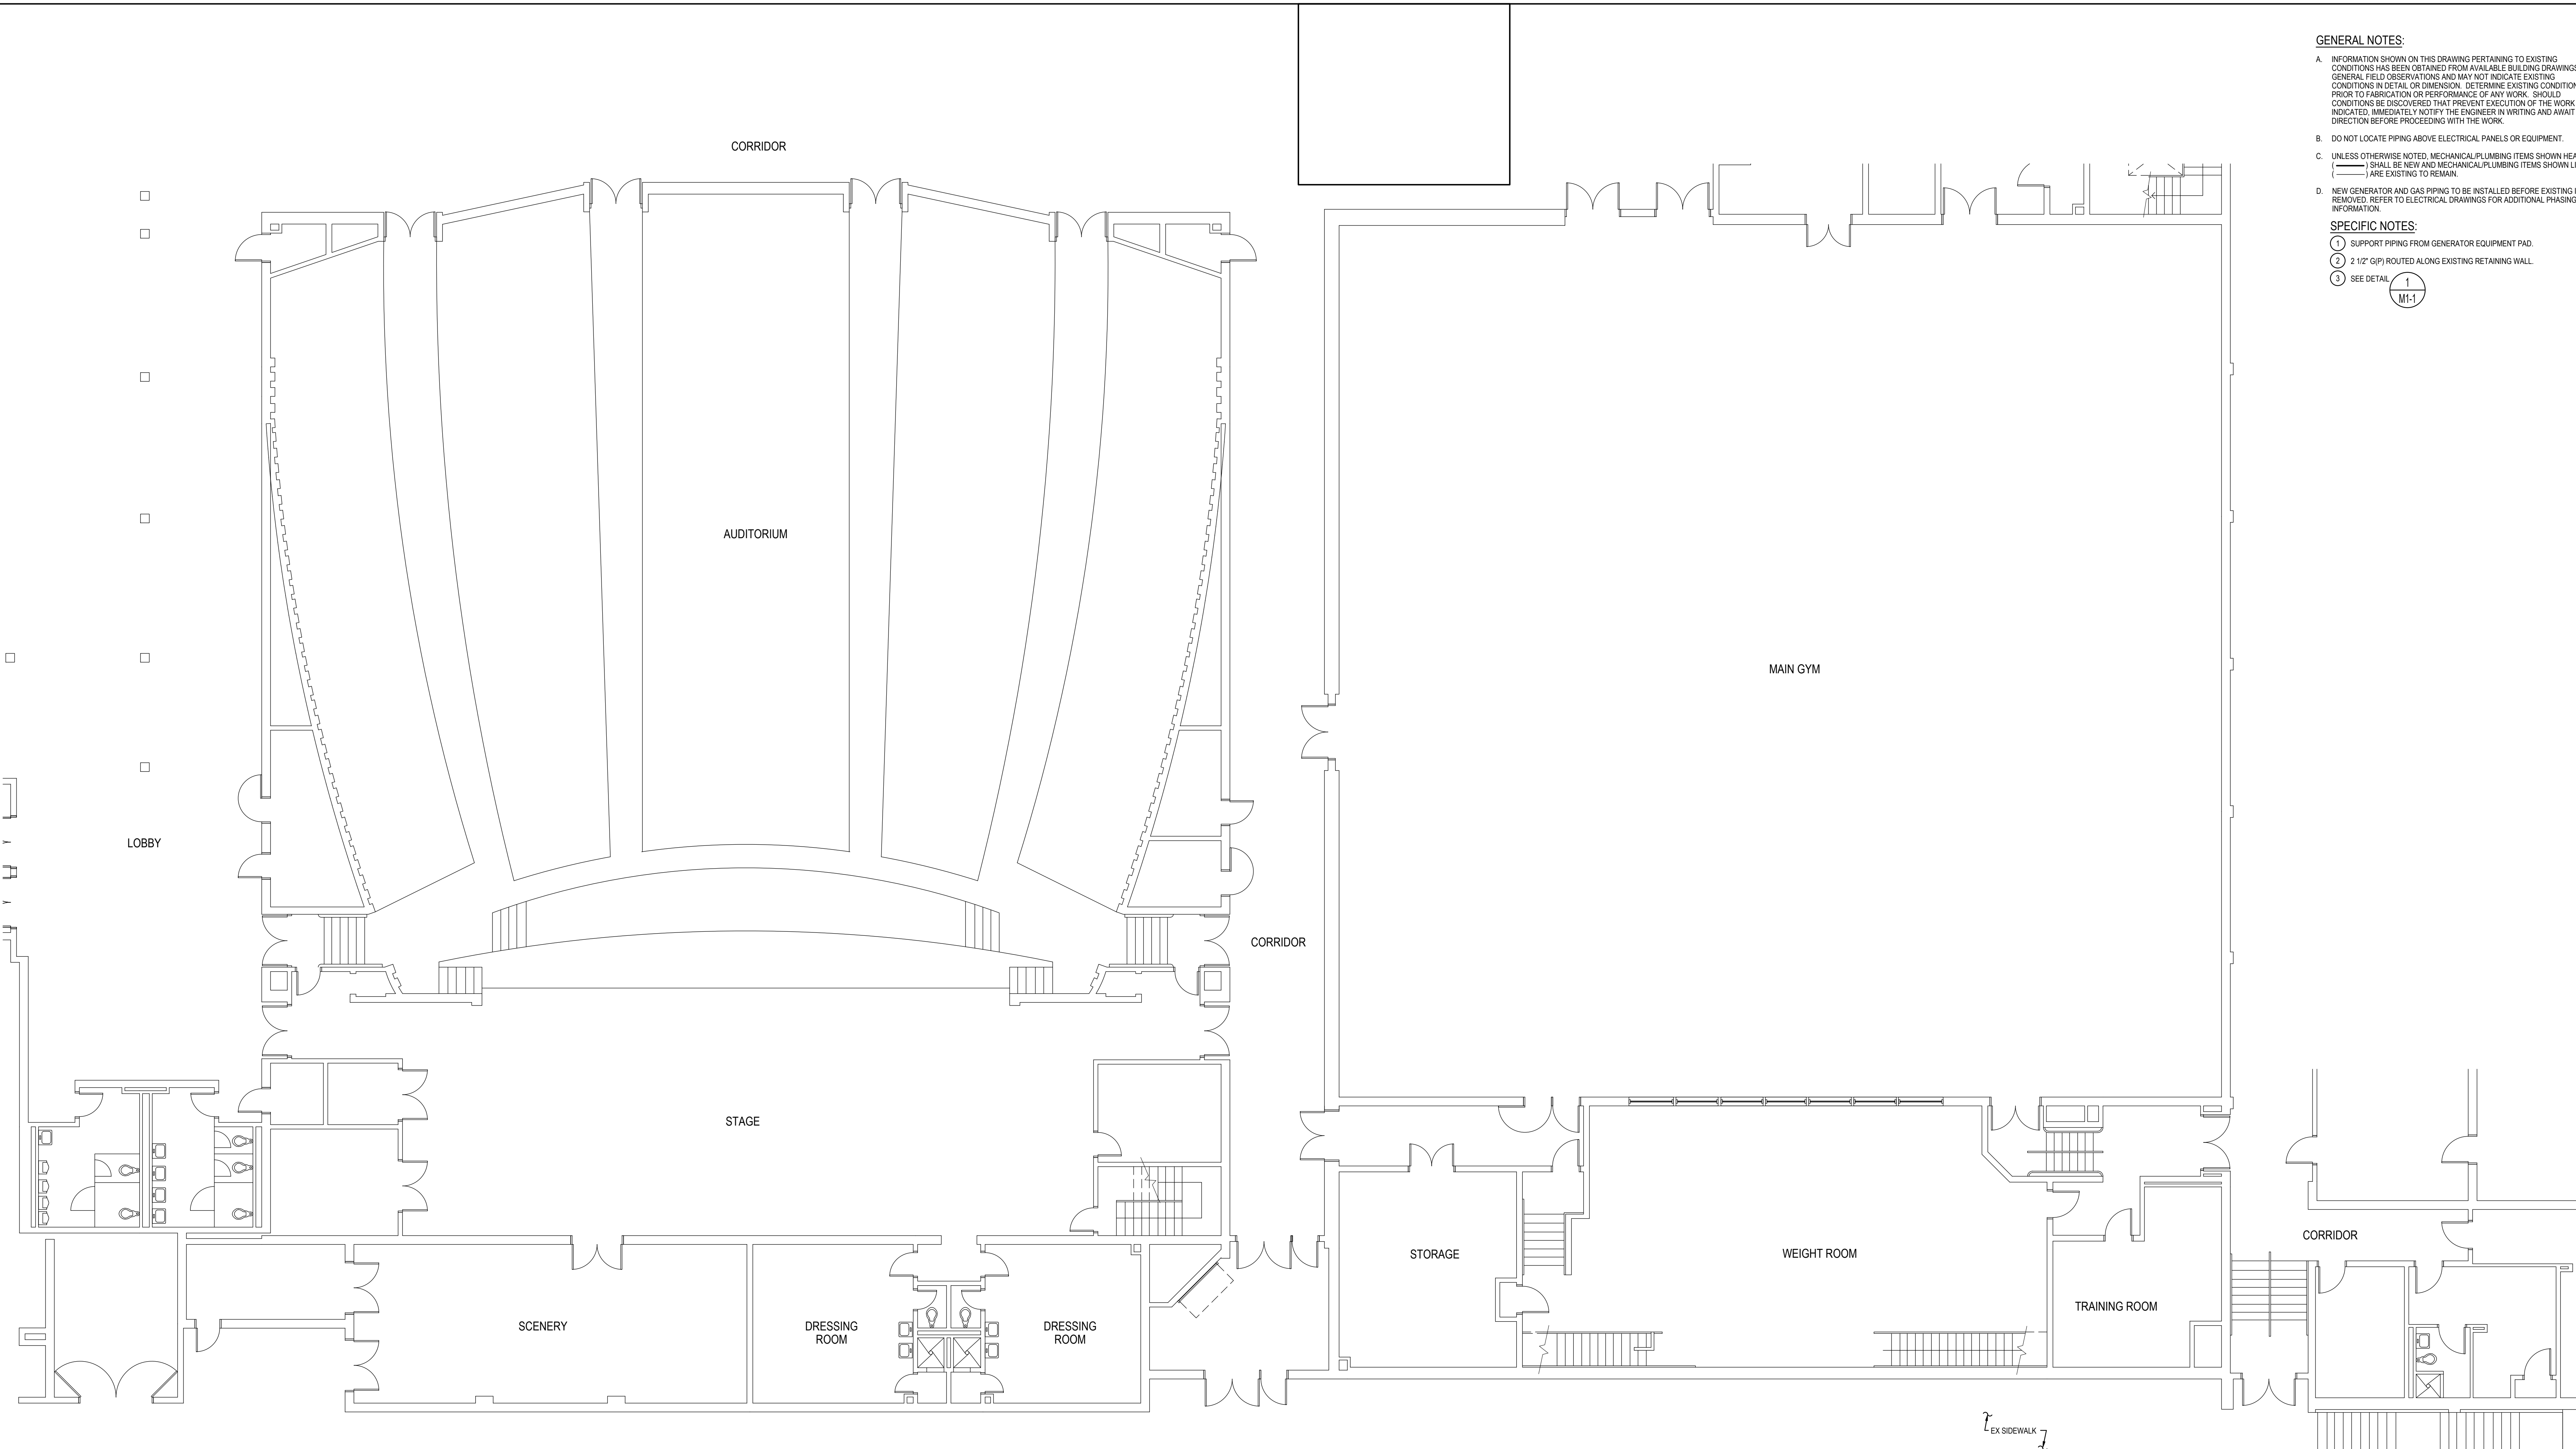 GENERAL NOTES:
A. INFORMATION SHOWN ON THIS DRAWING PERTAINING TO EXISTING
CONDITIONS HAS BEEN OBTAINED FROM AVAILABLE BUILDING DRAWINGS
GENERAL FIELD OBSERVATIONS AND MAY NOT INDICATE EXISTING
CONDITIONS IN DETAIL OR DIMENSION. DETERMINE EXISTING CONDITION
PRIOR TO FABRICATION OR PERFORMANCE OF ANY WORK. SHOULD
CONDITIONS BE DISCOVERED THAT PREVENT EXECUTION OF THE WORK
INDICATED, IMMEDIATELY NOTIFY THE ENGINEER IN WRITING AND AWAIT
DIRECTION BEFORE PROCEEDING WITH THE WORK.
B. DO NOT LOCATE PIPING ABOVE ELECTRICAL PANELS OR EQUIPMENT.
C. UNLESS OTHERWISE NOTED, MECHANICAL/PLUMBING ITEMS SHOWN HEA
( ) SHALL BE NEW AND MECHANICAL/PLUMBING ITEMS SHOWN LI
( ) ARE EXISTING TO REMAIN.
D. NEW GENERATOR AND GAS PIPING TO BE INSTALLED BEFORE EXISTING
REMOVED. REFER TO ELECTRICAL DRAWINGS FOR ADDITIONAL PHASING
INFORMATION.
SPECIFIC NOTES:
1 SUPPORT PIPING FROM GENERATOR EQUIPMENT PAD.
2 2 1/2" G(P) ROUTED ALONG EXISTING RETAINING WALL.
3 SEE DETAIL 1
M1-1
CORRIDOR
AUDITORIUM
MAIN GYM
LOBBY
CORRIDOR
STAGE
CORRIDOR
STORAGE
WEIGHT ROOM
TRAINING ROOM
SCENERY
DRESSING
ROOM
DRESSING
ROOM
EX SIDEWALK